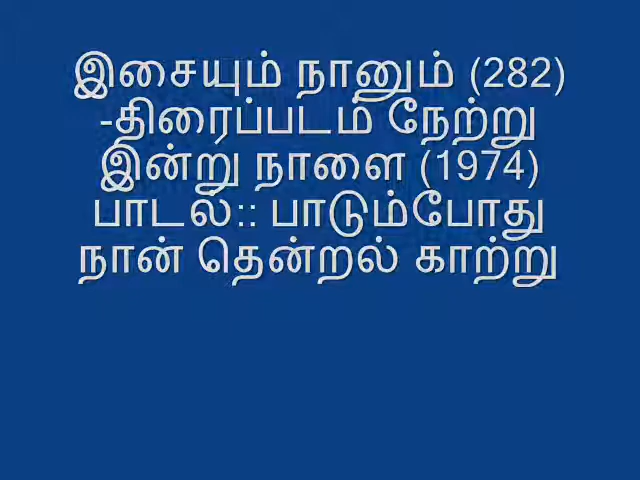 இசையும் நானும் (282)
-திரைப்படம் நேற்று
இன்று நாளை (1974)
பாடல்:: பாடும்போது
நான் தென்றல் காற்று